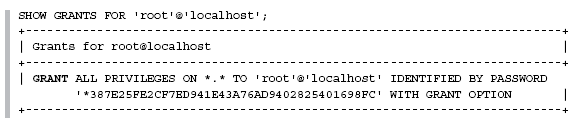 SHOW GRANTS FOR 'root'@'localhost';
+---------------------------------------------------------------------------+
| Grants for root@localhost |
+---------------------------------------------------------------------------+
| GRANT ALL PRIVILEGES ON *.* TO 'root'@'localhost' IDENTIFIED BY PASSWORD
'*387E25FE2CF7ED941E43A76AD9402825401698FC' WITH GRANT OPTION |
+---------------------------------------------------------------------------+